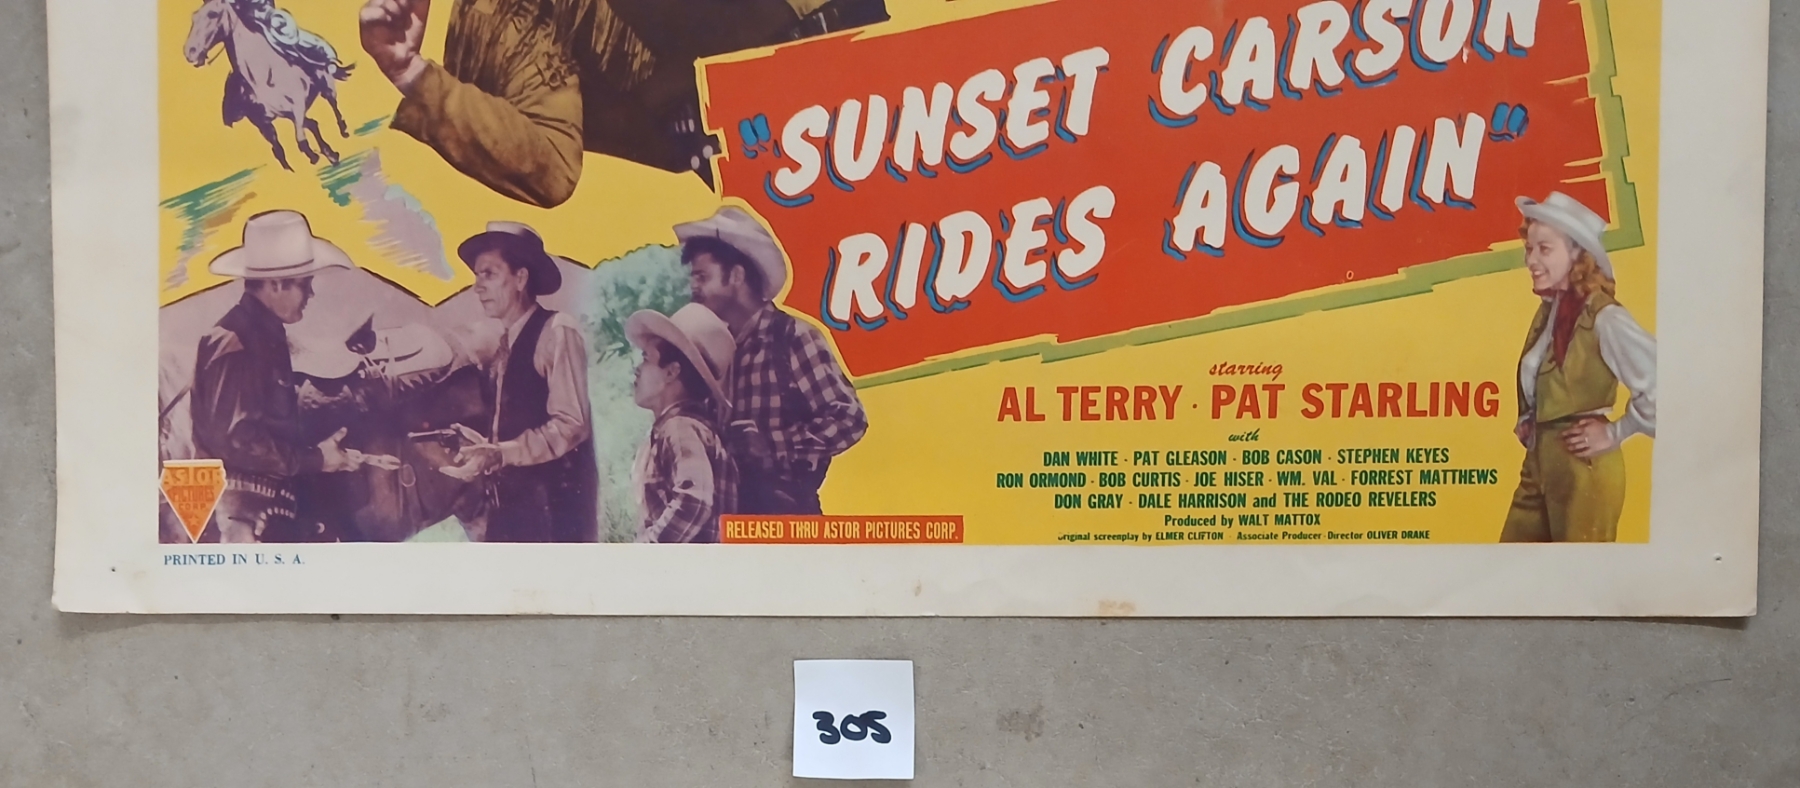 "SUNSET CARSON
RIDES AGAIN"
starring
AL TERRY · PAT STARLING
with
DAN WHITE · PAT GLEASON · BOB CASON · STEPHEN KEYES
RON ORMOND · BOB CURTIS · JOE HISER · WM. VAL · FORREST MATTHEWS
DON GRAY · DALE HARRISON and THE RODEO REVELERS
Produced by WALT MATTOX
Original screenplay by ELMER CLIFTON · Associate Producer-Director OLIVER DRAKE
ASTOR
PICTURES
CORP.
RELEASED THRU ASTOR PICTURES CORP.
PRINTED IN U. S. A.
305